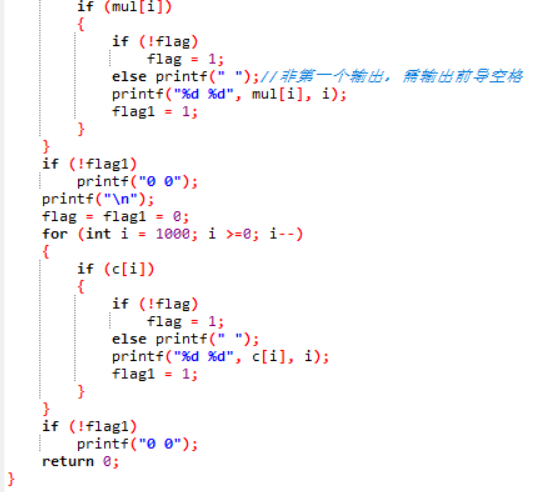 if (mul[i])
{
if (!flag)
flag = 1;
else printf(" ");//非第一个输出，需输出前导空格
printf("%d %d", mul[i], i);
flag1 = 1;
}
}
if (!flag1)
printf("0 0");
printf("\n");
flag = flag1 = 0;
for (int i = 1000; i >=0; i--)
{
if (c[i])
{
if (!flag)
flag = 1;
else printf(" ");
printf("%d %d", c[i], i);
flag1 = 1;
}
}
if (!flag1)
printf("0 0");
return 0;
}